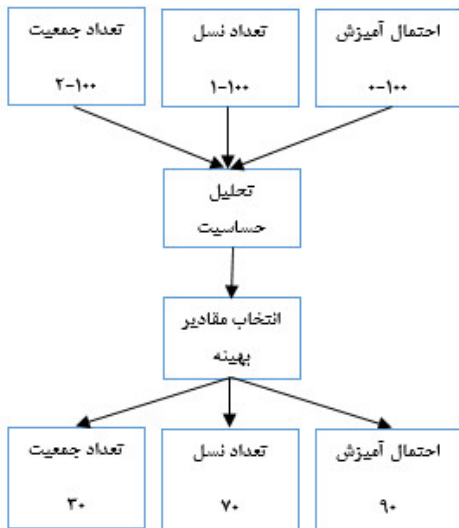 احتمال آمیزش
۰-۱۰۰
تعداد نسل
۱-۱۰۰
تعداد جمعیت
۲-۱۰۰
تحلیل
حساسیت
انتخاب مقادیر
بهینه
احتمال آمیزش
۹۰
تعداد نسل
۷۰
تعداد جمعیت
۳۰